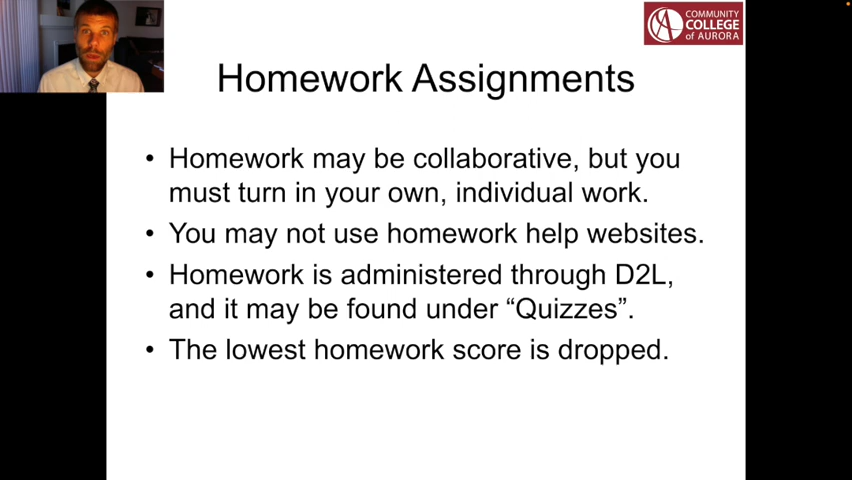 COMMUNITY
COLLEGE
of AURORA
Homework Assignments
• Homework may be collaborative, but you
must turn in your own, individual work.
• You may not use homework help websites.
• Homework is administered through D2L,
and it may be found under “Quizzes”.
• The lowest homework score is dropped.